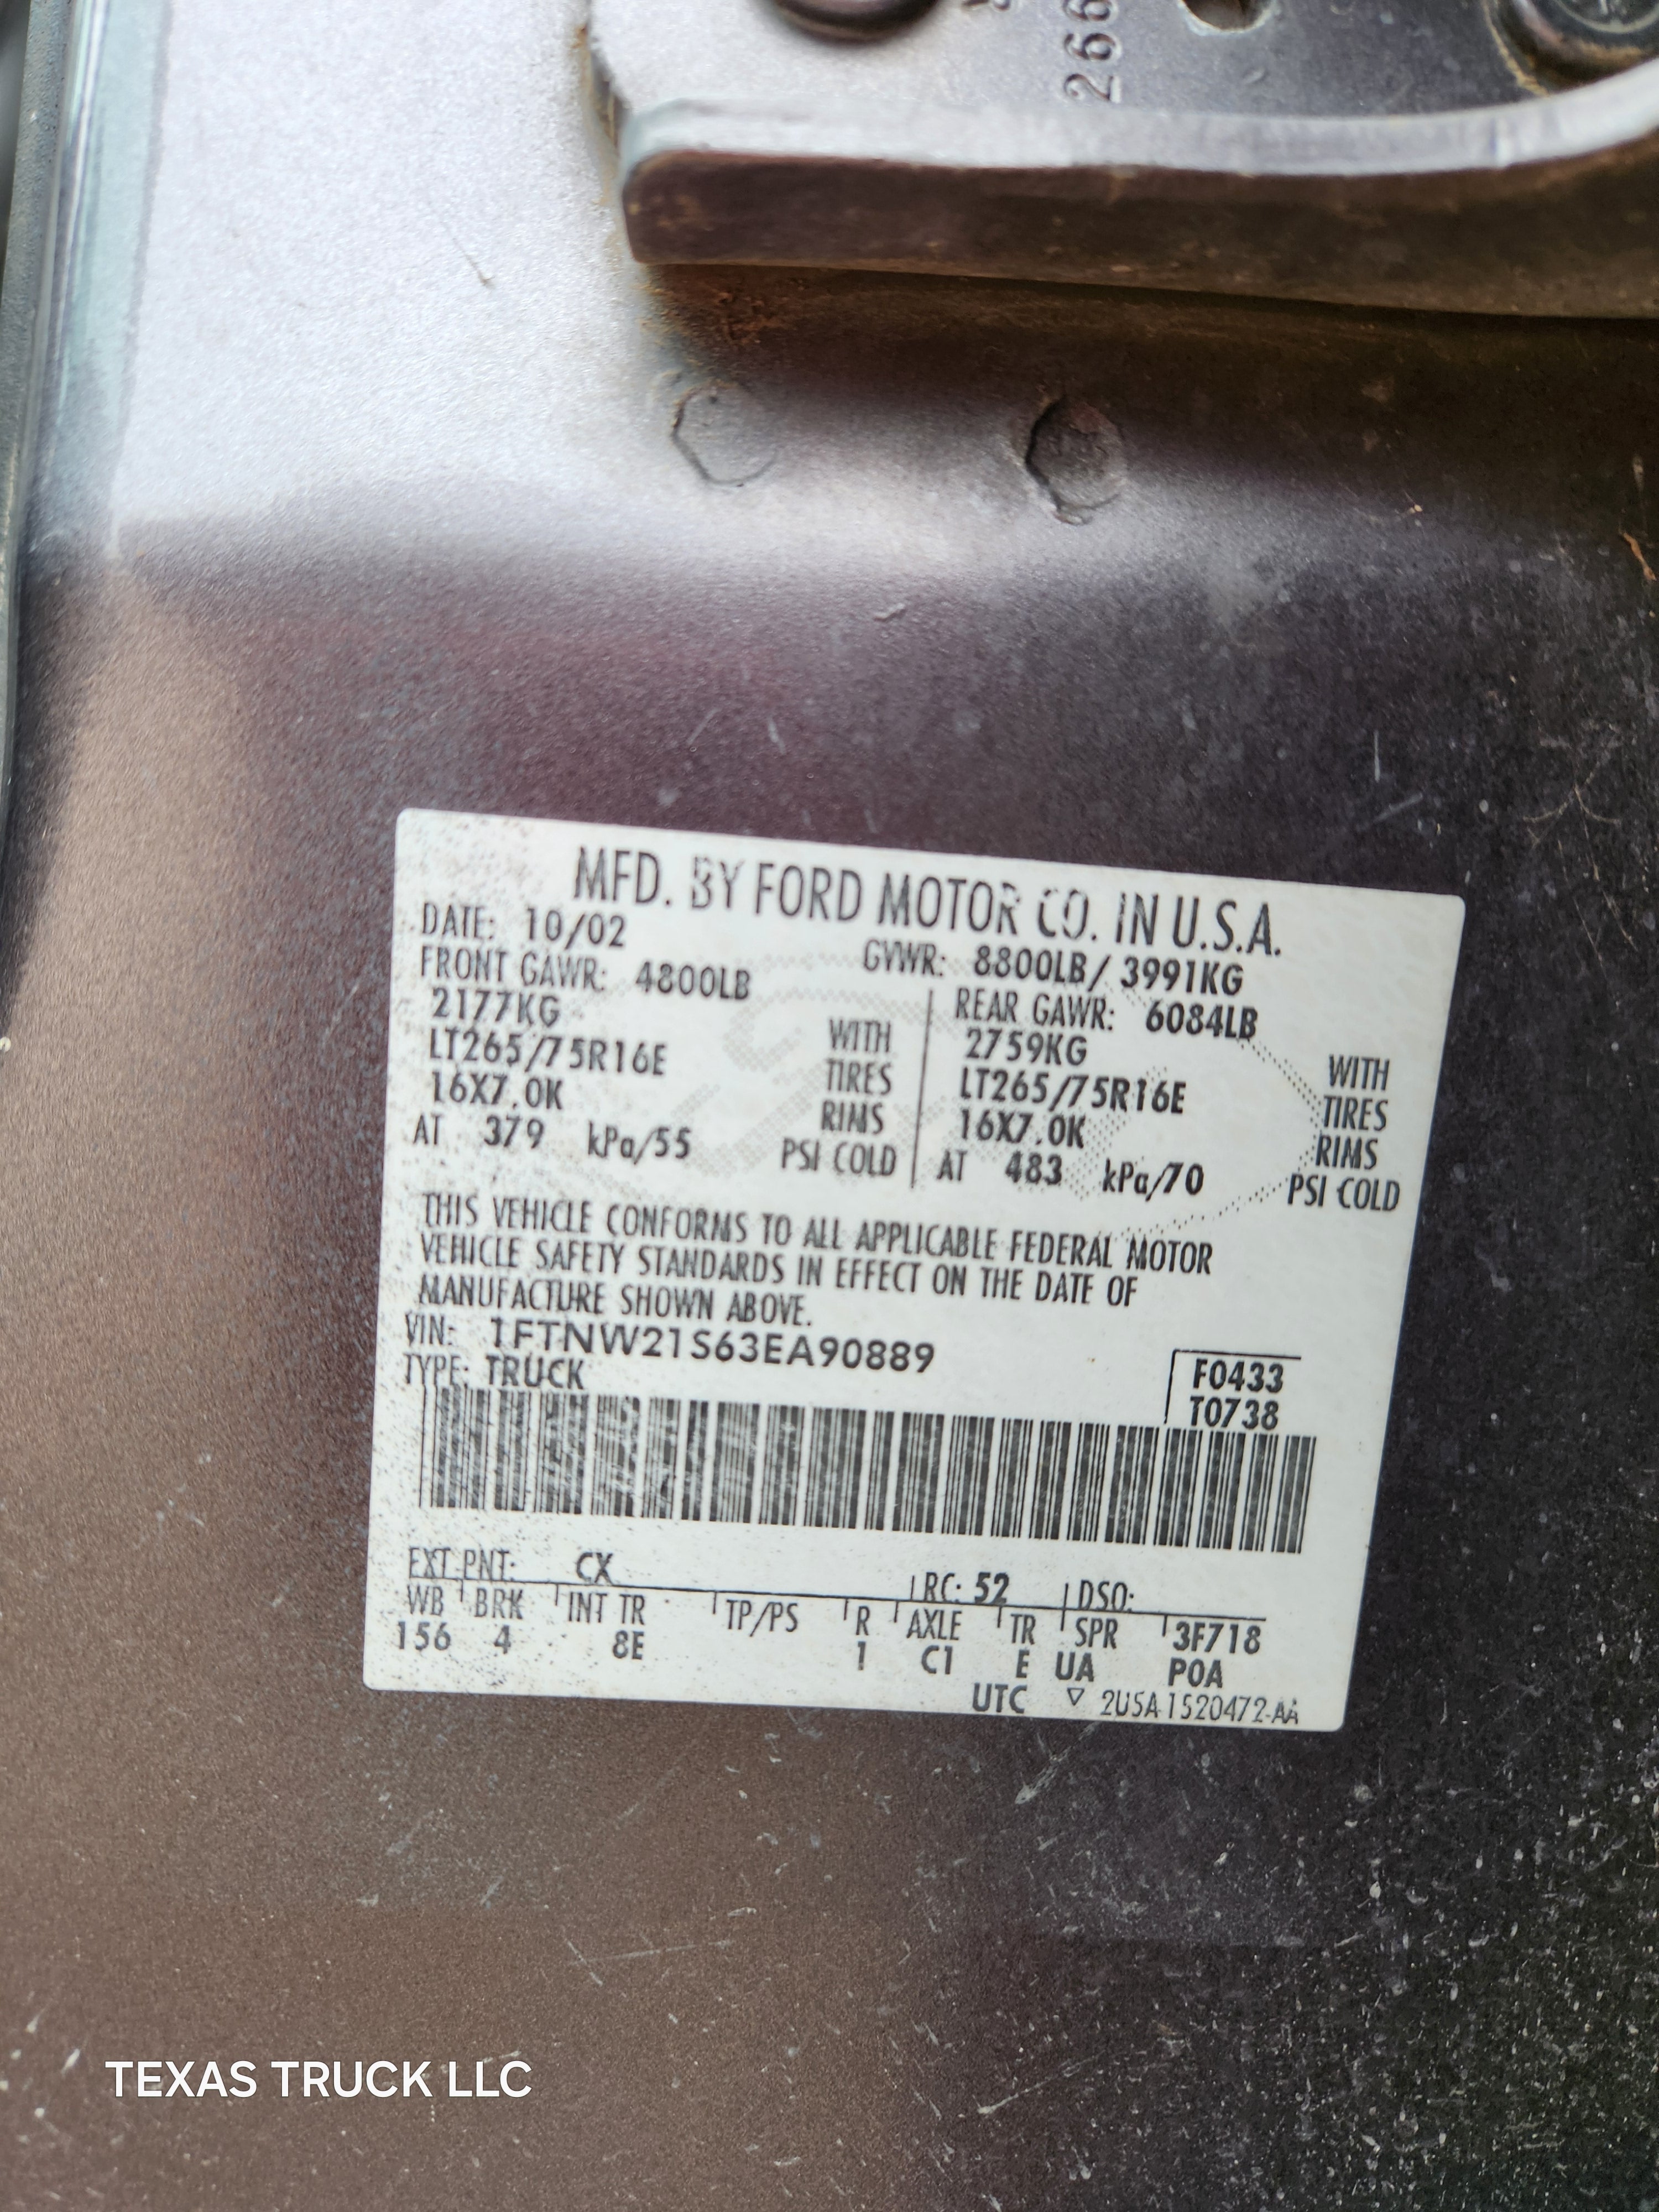 266
MFD. BY FORD MOTOR CO. IN U.S.A.
DATE: 10/02 GVWR: 8800LB/ 3991KG
FRONT GAWR: 4800LB REAR GAWR: 6084LB
2177KG WITH 2759KG WITH
LT265/75R16E TIRES LT265/75R16E TIRES
16X7.0K RIMS 16X7.0K RIMS
AT 379 kPa/55 PSI COLD AT 483 kPa/70 PSI COLD
THIS VEHICLE CONFORMS TO ALL APPLICABLE FEDERAL MOTOR
VEHICLE SAFETY STANDARDS IN EFFECT ON THE DATE OF
MANUFACTURE SHOWN ABOVE.
VIN: 1FTNW21S63EA90889
TYPE: TRUCK
F0433
T0738
EXT PNT: CX RC: 52 DSO:
WB BRK INT TR TP/PS R AXLE TR SPR 3F718
156 4 8E 1 C1 E UA P0A
UTC ▽ 2U5A-1520472-AA
TEXAS TRUCK LLC